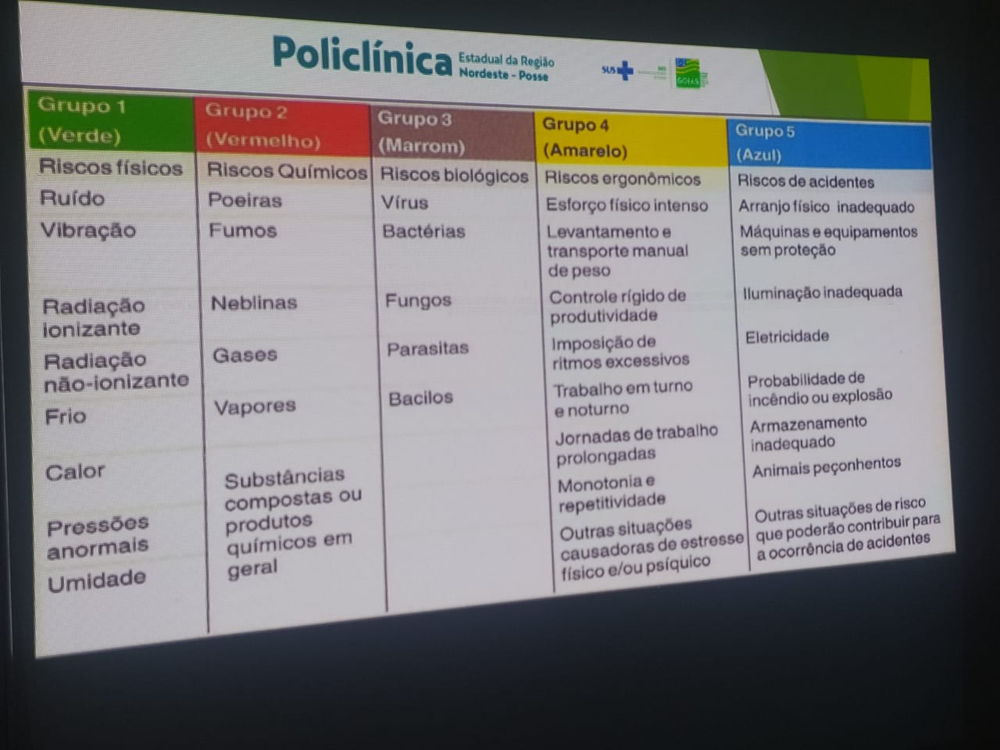 Policlínica
Estadual da Região
Nordeste - Posse
SUS
GOIÁS
Grupo 1
(Verde)
Riscos físicos
Ruído
Vibração
Radiação
ionizante
Radiação
não-ionizante
Frio
Calor
Pressões
anormais
Umidade
Grupo 2
(Vermelho)
Riscos Químicos
Poeiras
Fumos
Neblinas
Gases
Vapores
Substâncias
compostas ou
produtos
químicos em
geral
Grupo 3
(Marrom)
Riscos biológicos
Vírus
Bactérias
Fungos
Parasitas
Bacilos
Grupo 4
(Amarelo)
Riscos ergonômicos
Esforço físico intenso
Levantamento e
transporte manual
de peso
Controle rígido de
produtividade
Imposição de
ritmos excessivos
Trabalho em turno
e noturno
Jornadas de trabalho
prolongadas
Monotonia e
repetitividade
Outras situações
causadoras de estresse
físico e/ou psíquico
Grupo 5
(Azul)
Riscos de acidentes
Arranjo físico inadequado
Máquinas e equipamentos
sem proteção
Iluminação inadequada
Eletricidade
Probabilidade de
incêndio ou explosão
Armazenamento
inadequado
Animais peçonhentos
Outras situações de risco
que poderão contribuir para
a ocorrência de acidentes